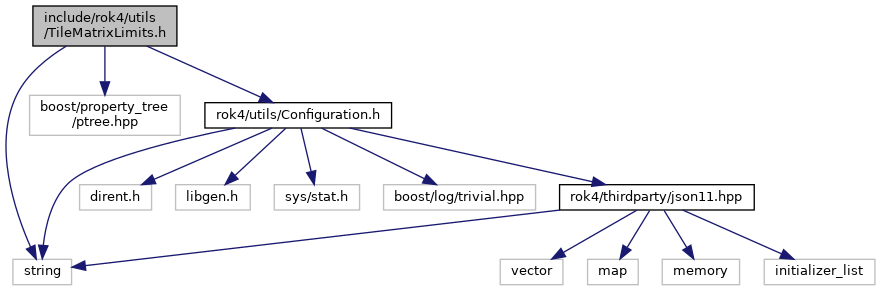 include/rok4/utils
/TileMatrixLimits.h
boost/property_tree
/ptree.hpp
rok4/utils/Configuration.h
dirent.h
libgen.h
sys/stat.h
boost/log/trivial.hpp
rok4/thirdparty/json11.hpp
string
vector
map
memory
initializer_list